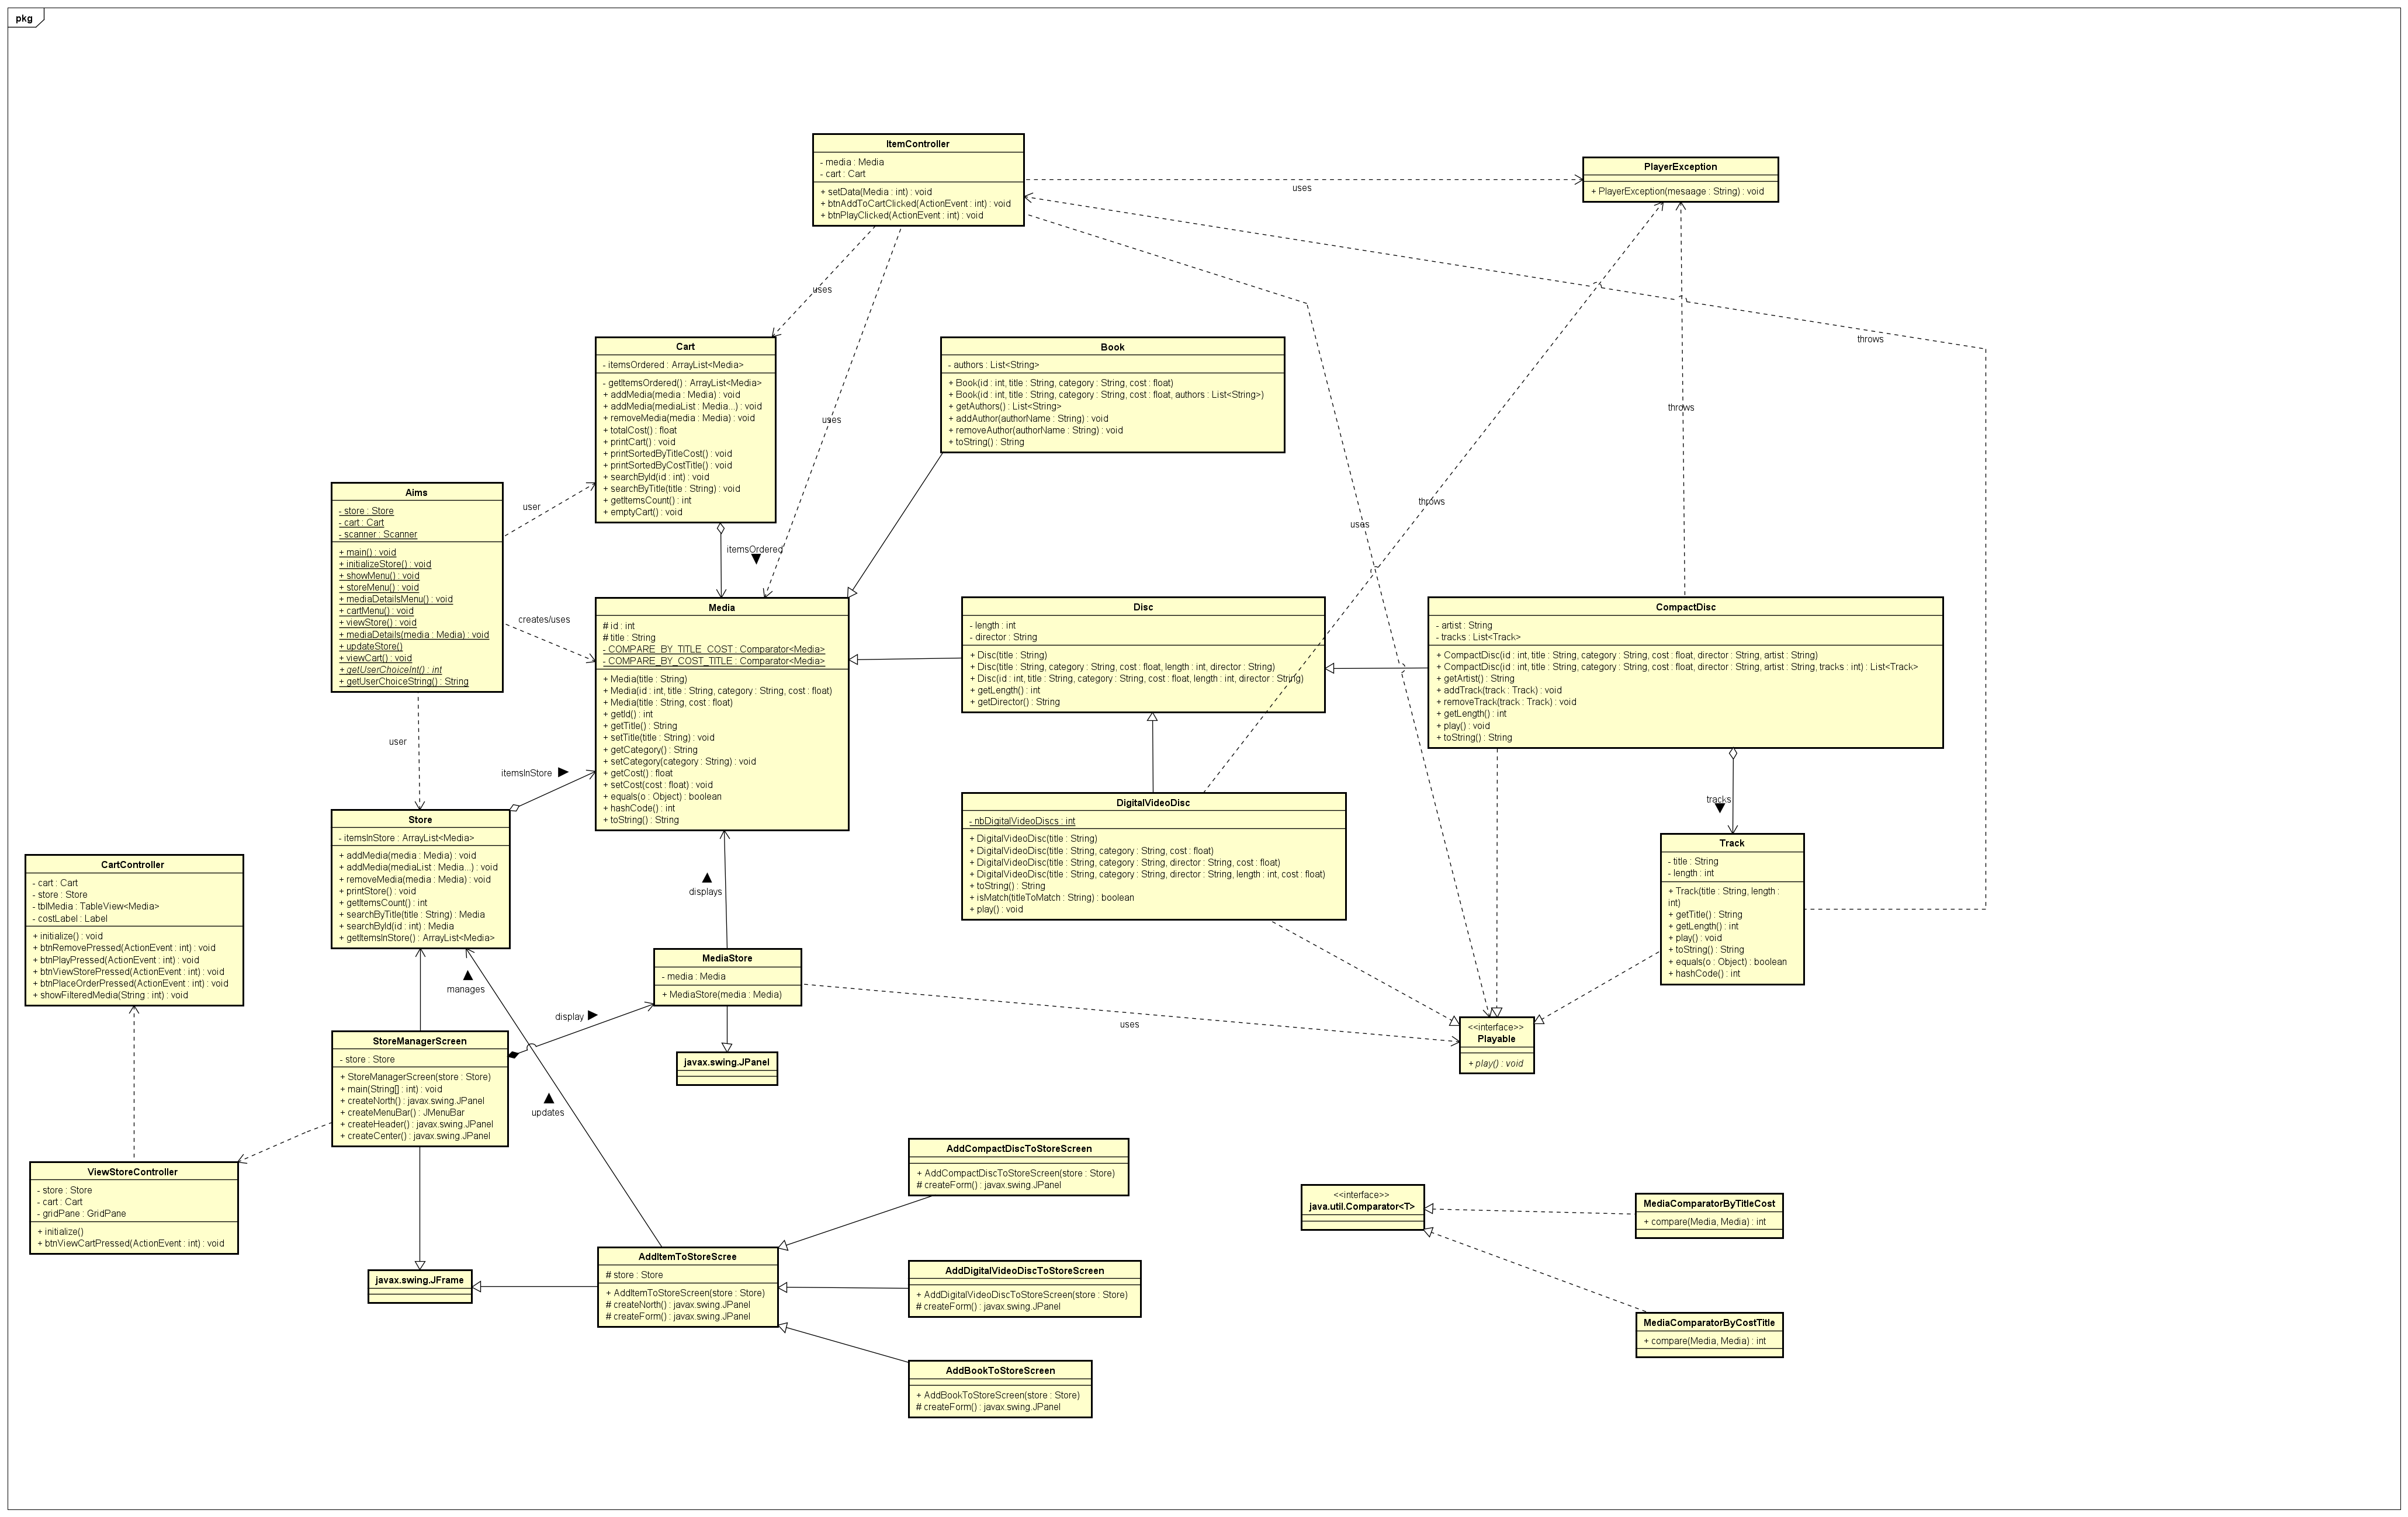 pkg
ItemController
- media : Media
- cart : Cart
+ setData(Media : int) : void
+ btnAddToCartClicked(ActionEvent : int) : void
+ btnPlayClicked(ActionEvent : int) : void
PlayerException
+ PlayerException(mesaage : String) : void
uses
throws
uses
uses
uses
throws
throws
Cart
- itemsOrdered : ArrayList<Media>
- getItemsOrdered() : ArrayList<Media>
+ addMedia(media : Media) : void
+ addMedia(mediaList : Media...) : void
+ removeMedia(media : Media) : void
+ totalCost() : float
+ printCart() : void
+ printSortedByTitleCost() : void
+ printSortedByCostTitle() : void
+ searchById(id : int) : void
+ searchByTitle(title : String) : void
+ getItemsCount() : int
+ emptyCart() : void
Book
- authors : List<String>
+ Book(id : int, title : String, category : String, cost : float)
+ Book(id : int, title : String, category : String, cost : float, authors : List<String>)
+ getAuthors() : List<String>
+ addAuthor(authorName : String) : void
+ removeAuthor(authorName : String) : void
+ toString() : String
Aims
- store : Store
- cart : Cart
- scanner : Scanner
+ main() : void
+ initializeStore() : void
+ showMenu() : void
+ storeMenu() : void
+ mediaDetailsMenu() : void
+ cartMenu() : void
+ viewStore() : void
+ mediaDetails(media : Media) : void
+ updateStore()
+ viewCart() : void
+ getUserChoiceInt() : int
+ getUserChoiceString() : String
user
creates/uses
user
itemsOrdered
itemsInStore
Media
# id : int
# title : String
- COMPARE_BY_TITLE_COST : Comparator<Media>
- COMPARE_BY_COST_TITLE : Comparator<Media>
+ Media(title : String)
+ Media(id : int, title : String, category : String, cost : float)
+ Media(title : String, cost : float)
+ getId() : int
+ getTitle() : String
+ setTitle(title : String) : void
+ getCategory() : String
+ setCategory(category : String) : void
+ getCost() : float
+ setCost(cost : float) : void
+ equals(o : Object) : boolean
+ hashCode() : int
+ toString() : String
Disc
- length : int
- director : String
+ Disc(title : String)
+ Disc(title : String, category : String, cost : float, length : int, director : String)
+ Disc(id : int, title : String, category : String, cost : float, length : int, director : String)
+ getLength() : int
+ getDirector() : String
CompactDisc
- artist : String
- tracks : List<Track>
+ CompactDisc(id : int, title : String, category : String, cost : float, director : String, artist : String)
+ CompactDisc(id : int, title : String, category : String, cost : float, director : String, artist : String, tracks : int) : List<Track>
+ getArtist() : String
+ addTrack(track : Track) : void
+ removeTrack(track : Track) : void
+ getLength() : int
+ play() : void
+ toString() : String
DigitalVideoDisc
- nbDigitalVideoDiscs : int
+ DigitalVideoDisc(title : String)
+ DigitalVideoDisc(title : String, category : String, cost : float)
+ DigitalVideoDisc(title : String, category : String, director : String, cost : float)
+ DigitalVideoDisc(title : String, category : String, director : String, length : int, cost : float)
+ toString() : String
+ isMatch(titleToMatch : String) : boolean
+ play() : void
tracks
Track
- title : String
- length : int
+ Track(title : String, length :
int)
+ getTitle() : String
+ getLength() : int
+ play() : void
+ toString() : String
+ equals(o : Object) : boolean
+ hashCode() : int
Store
- itemsInStore : ArrayList<Media>
+ addMedia(media : Media) : void
+ addMedia(mediaList : Media...) : void
+ removeMedia(media : Media) : void
+ printStore() : void
+ getItemsCount() : int
+ searchByTitle(title : String) : Media
+ searchById(id : int) : Media
+ getItemsInStore() : ArrayList<Media>
CartController
- cart : Cart
- store : Store
- tblMedia : TableView<Media>
- costLabel : Label
+ initialize() : void
+ btnRemovePressed(ActionEvent : int) : void
+ btnPlayPressed(ActionEvent : int) : void
+ btnViewStorePressed(ActionEvent : int) : void
+ btnPlaceOrderPressed(ActionEvent : int) : void
+ showFilteredMedia(String : int) : void
displays
manages
display
updates
uses
MediaStore
- media : Media
+ MediaStore(media : Media)
javax.swing.JPanel
<<interface>>
Playable
+ play() : void
StoreManagerScreen
- store : Store
+ StoreManagerScreen(store : Store)
+ main(String[] : int) : void
+ createNorth() : javax.swing.JPanel
+ createMenuBar() : JMenuBar
+ createHeader() : javax.swing.JPanel
+ createCenter() : javax.swing.JPanel
ViewStoreController
- store : Store
- cart : Cart
- gridPane : GridPane
+ initialize()
+ btnViewCartPressed(ActionEvent : int) : void
javax.swing.JFrame
AddItemToStoreScree
# store : Store
+ AddItemToStoreScreen(store : Store)
# createNorth() : javax.swing.JPanel
# createForm() : javax.swing.JPanel
AddCompactDiscToStoreScreen
+ AddCompactDiscToStoreScreen(store : Store)
# createForm() : javax.swing.JPanel
AddDigitalVideoDiscToStoreScreen
+ AddDigitalVideoDiscToStoreScreen(store : Store)
# createForm() : javax.swing.JPanel
AddBookToStoreScreen
+ AddBookToStoreScreen(store : Store)
# createForm() : javax.swing.JPanel
<<interface>>
java.util.Comparator<T>
MediaComparatorByTitleCost
+ compare(Media, Media) : int
MediaComparatorByCostTitle
+ compare(Media, Media) : int